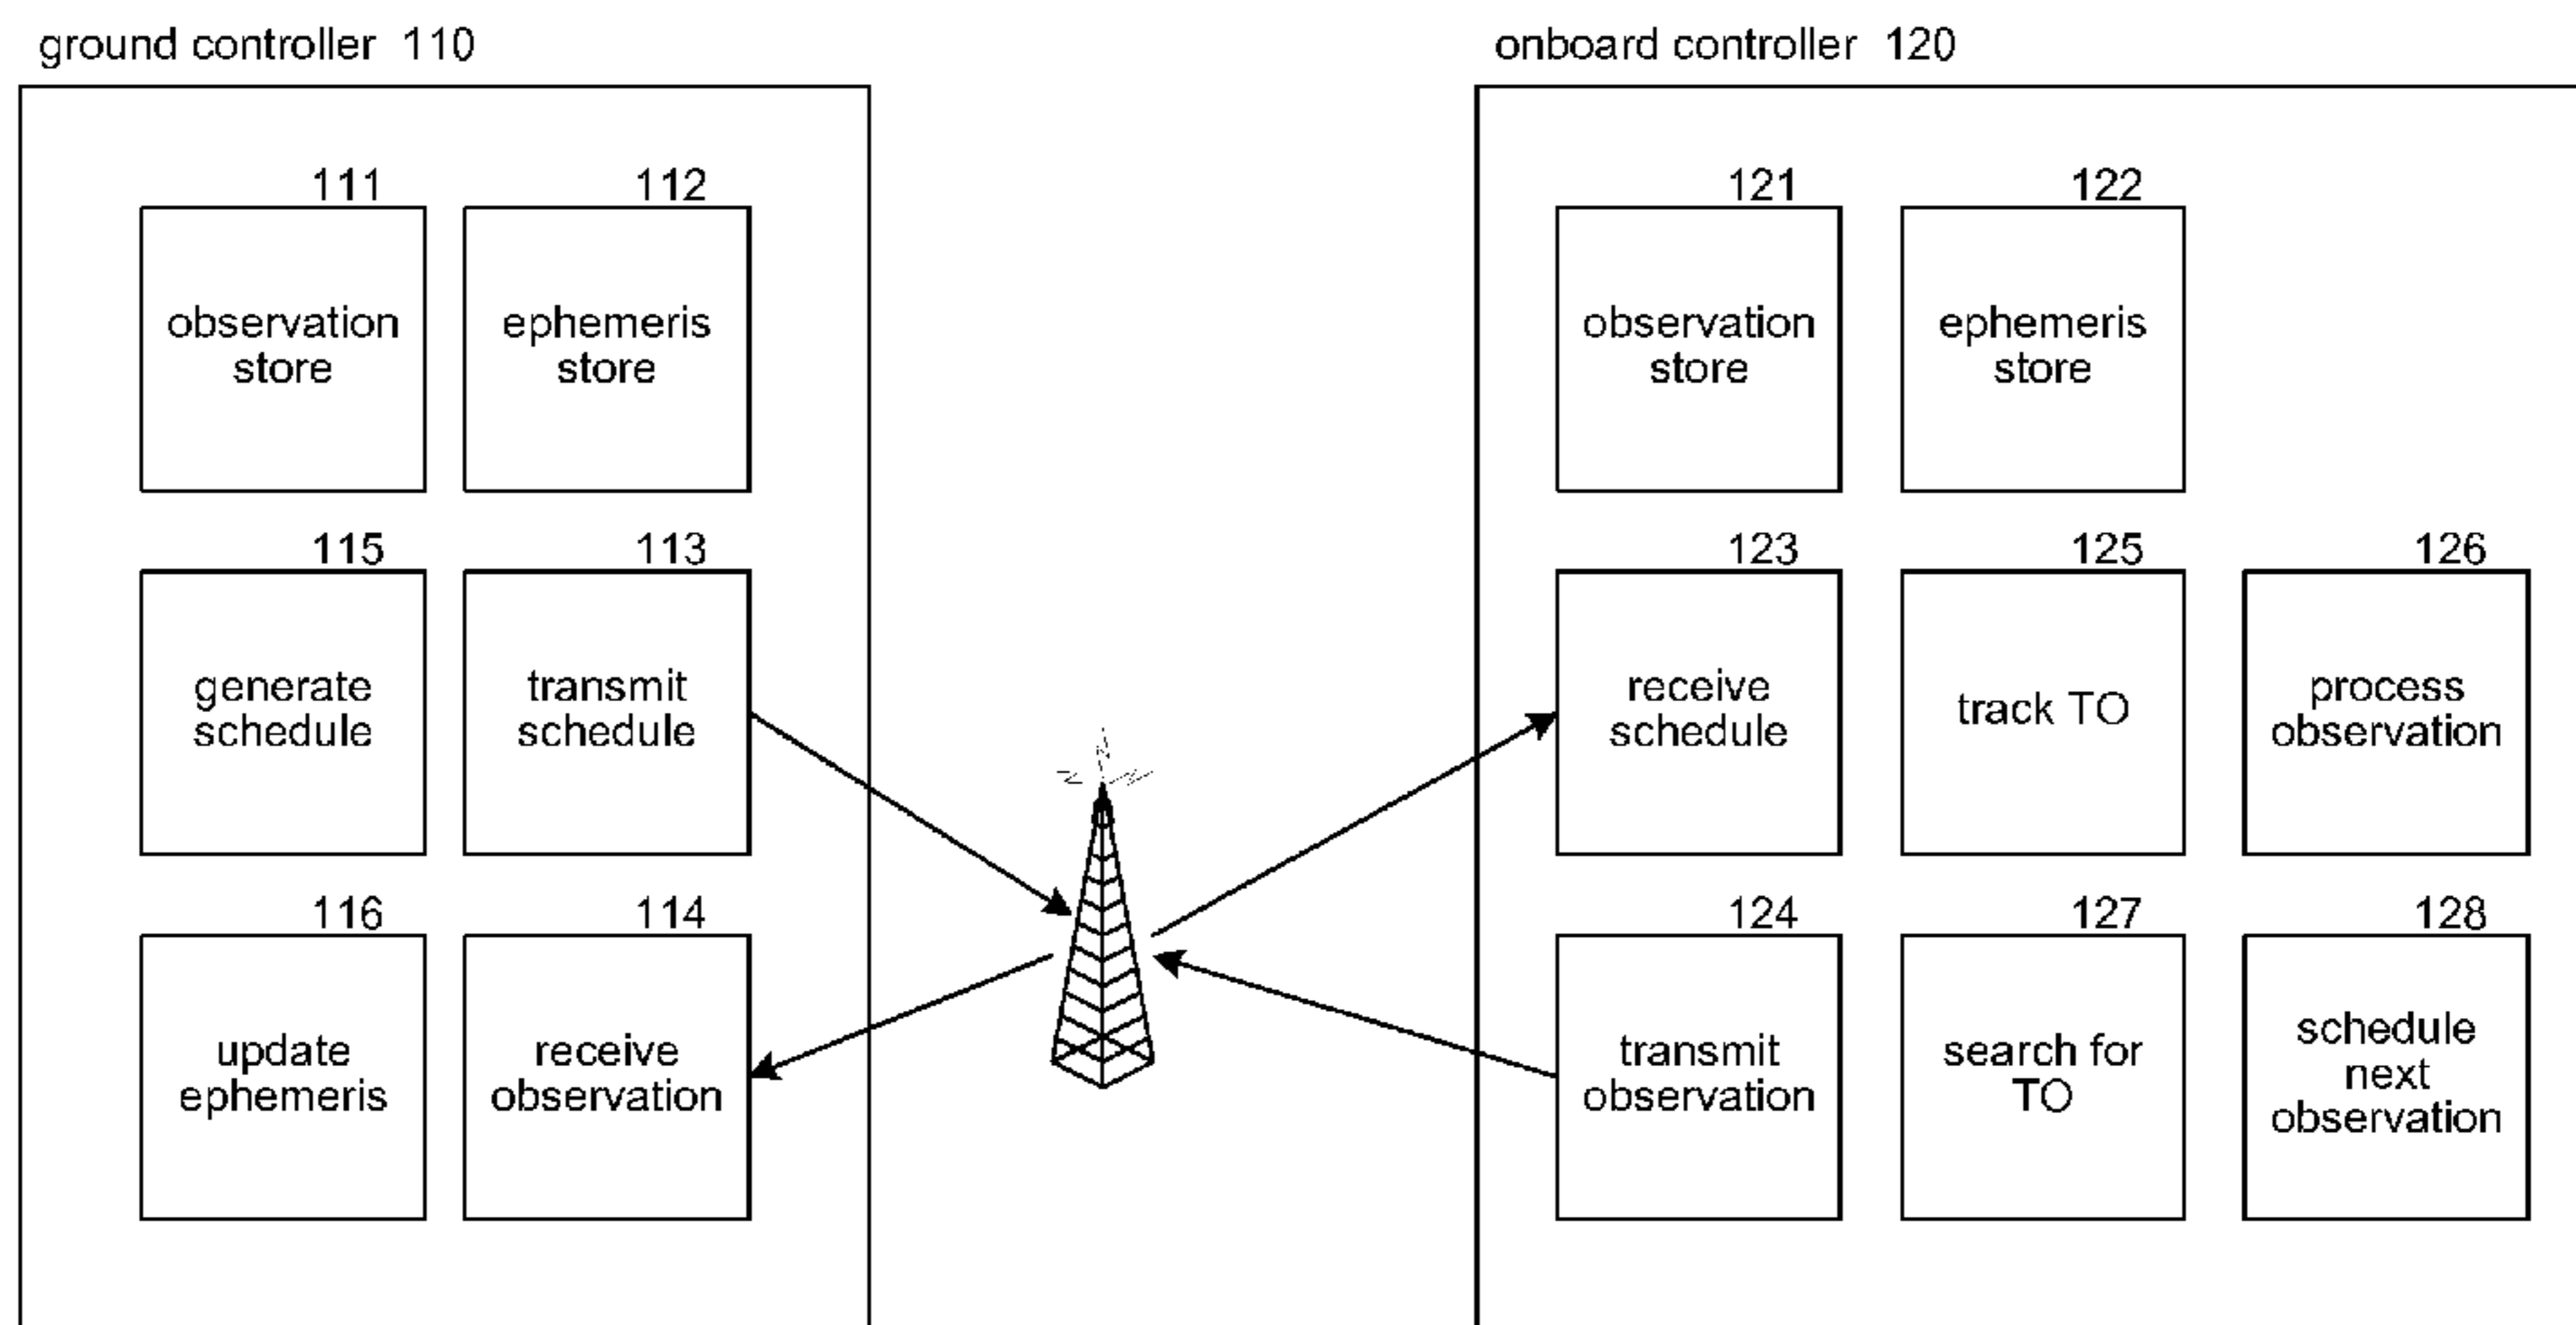 ground controller 110
onboard controller 120
111
112
121
122
observation
store
ephemeris
store
observation
store
ephemeris
store
115
113
123
125
126
generate
schedule
transmit
schedule
receive
schedule
track TO
process
observation
116
114
124
127
128
update
ephemeris
receive
observation
transmit
observation
search for
TO
schedule
next
observation